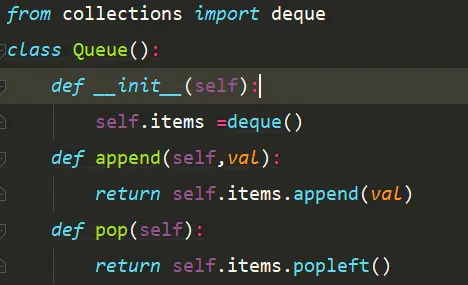 from collections import deque
class Queue():
    def __init__(self):
        self.items =deque()
    def append(self,val):
        return self.items.append(val)
    def pop(self):
        return self.items.popleft()